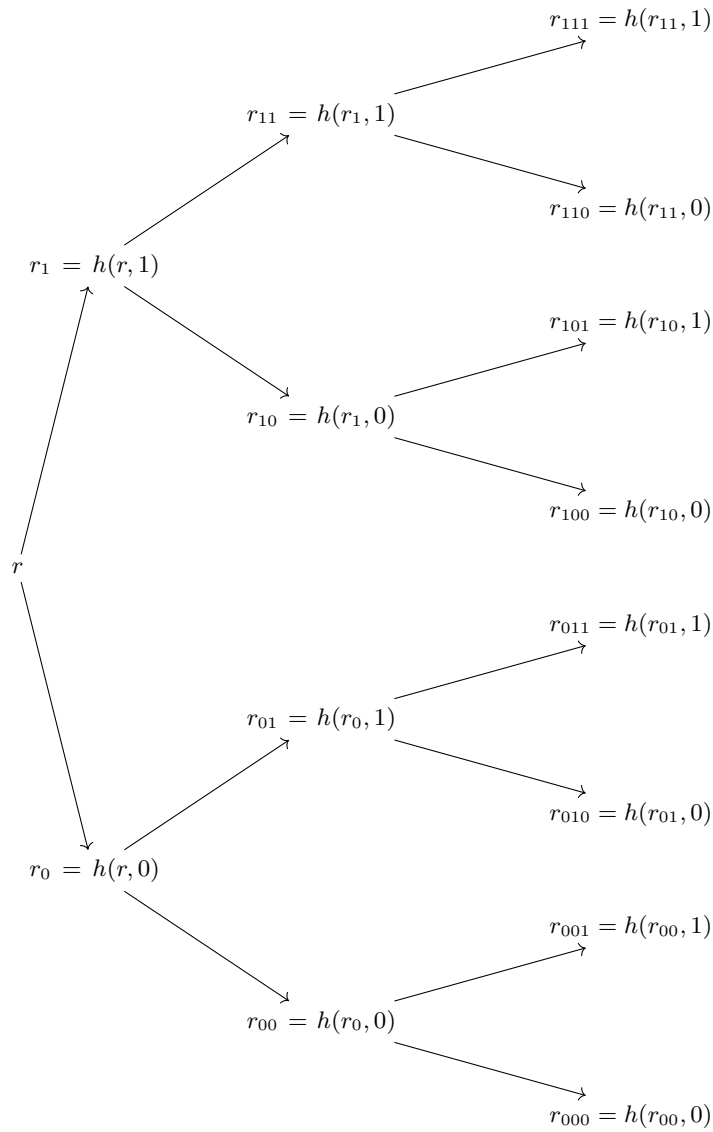 r_{111} = h(r_{11}, 1)
r_{11} = h(r_1, 1)
r_{110} = h(r_{11}, 0)
r_1 = h(r, 1)
r_{101} = h(r_{10}, 1)
r_{10} = h(r_1, 0)
r_{100} = h(r_{10}, 0)
r
r_{011} = h(r_{01}, 1)
r_{01} = h(r_0, 1)
r_{010} = h(r_{01}, 0)
r_0 = h(r, 0)
r_{001} = h(r_{00}, 1)
r_{00} = h(r_0, 0)
r_{000} = h(r_{00}, 0)